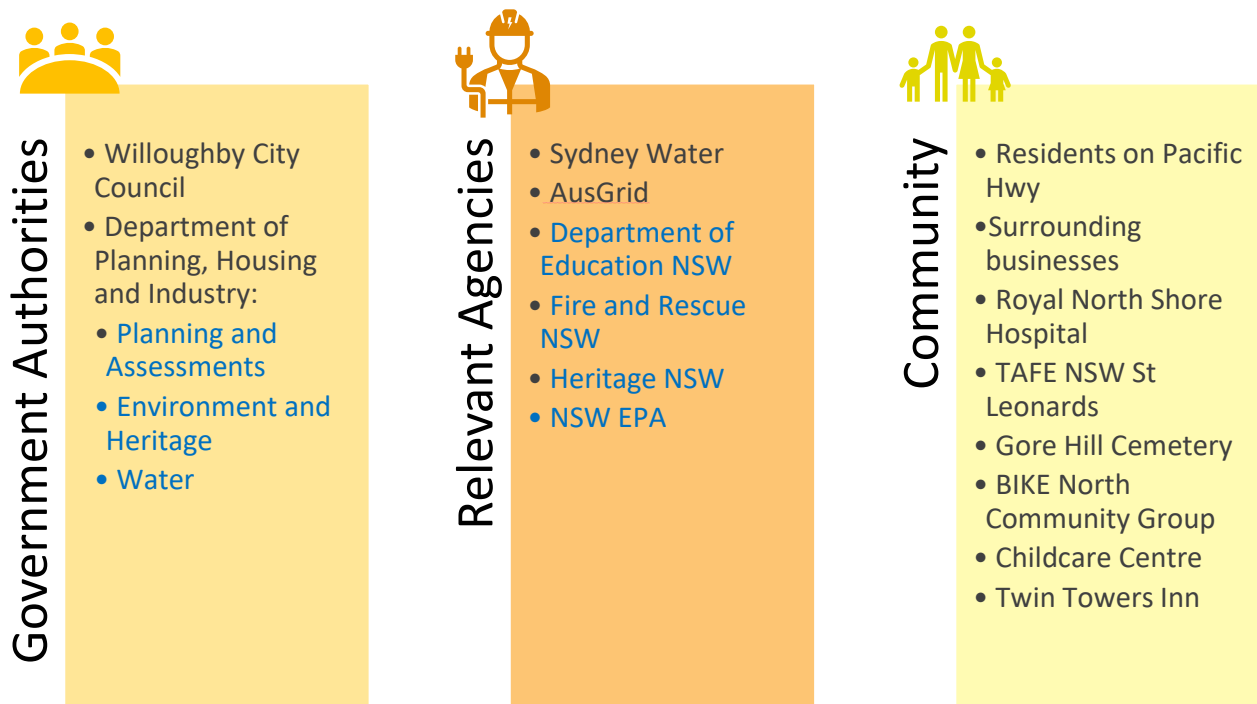 Government Authorities
• Willoughby City
Council
• Department of
Planning, Housing
and Industry:
• Planning and
Assessments
• Environment and
Heritage
• Water
Relevant Agencies
• Sydney Water
• AusGrid
• Department of
Education NSW
• Fire and Rescue
NSW
• Heritage NSW
• NSW EPA
Community
• Residents on Pacific
Hwy
•Surrounding
businesses
• Royal North Shore
Hospital
• TAFE NSW St
Leonards
• Gore Hill Cemetery
• BIKE North
Community Group
• Childcare Centre
• Twin Towers Inn